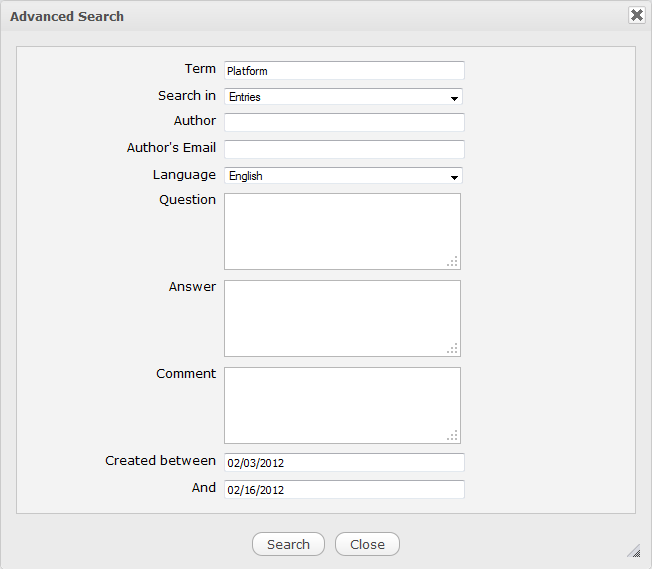 Advanced Search
Term Platform
Search in Entries
Author
Author's Email
Language English
Question
Answer
Comment
Created between 02/03/2012
And 02/16/2012
Search Close